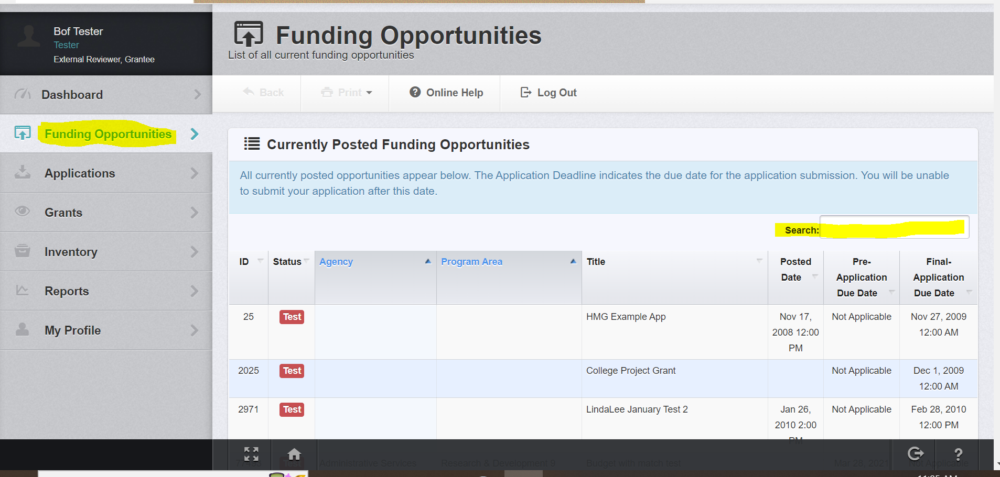 Bof Tester
Tester
External Reviewer, Grantee
Dashboard
Funding Opportunities
Applications
Grants
Inventory
Reports
My Profile
Funding Opportunities
List of all current funding opportunities
Back
Print
Online Help
Log Out
Currently Posted Funding Opportunities
All currently posted opportunities appear below. The Application Deadline indicates the due date for the application submission. You will be unable
to submit your application after this date.
Search:
ID Status Agency Program Area Title Posted Date Pre-Application Due Date Final-Application Due Date
25 Test HMG Example App Nov 17, 2008 12:00 PM Not Applicable Nov 27, 2009 12:00 AM
2025 Test College Project Grant Not Applicable Dec 1, 2009 12:00 AM
2971 Test LindaLee January Test 2 Jan 26, 2010 2:00 PM Not Applicable Feb 28, 2010 12:00 PM
Test Administrative Services Research & Development 9 Budget with match test Mar 28, 2021 Not Applicable